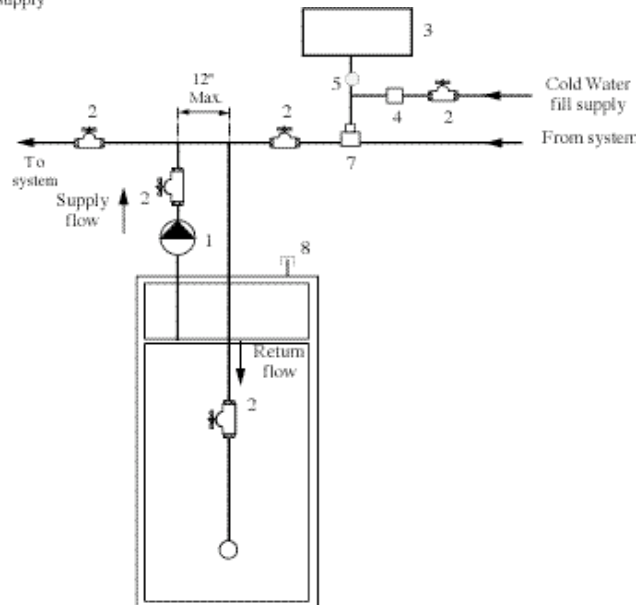 supply
3
12"
Max.
5
Cold Water
fill supply
2
2
4
2
From system
7
To
system
Supply
flow
2
1
8
Return
flow
2